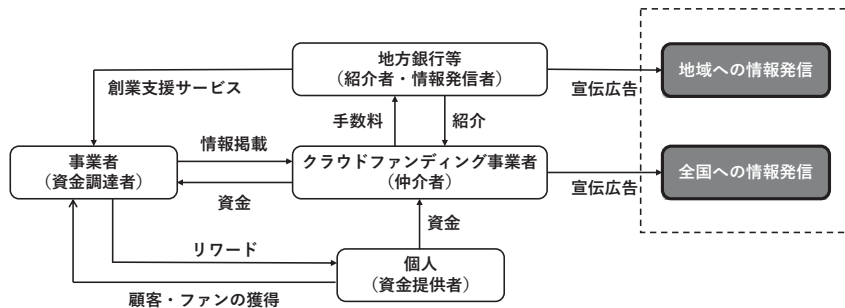 地方銀行等
（紹介者・情報発信者）
地域への情報発信
創業支援サービス
宣伝広告
手数料
紹介
情報掲載
事業者
（資金調達者）
クラウドファンディング事業者
（仲介者）
全国への情報発信
資金
宣伝広告
資金
リワード
個人
（資金提供者）
顧客・ファンの獲得